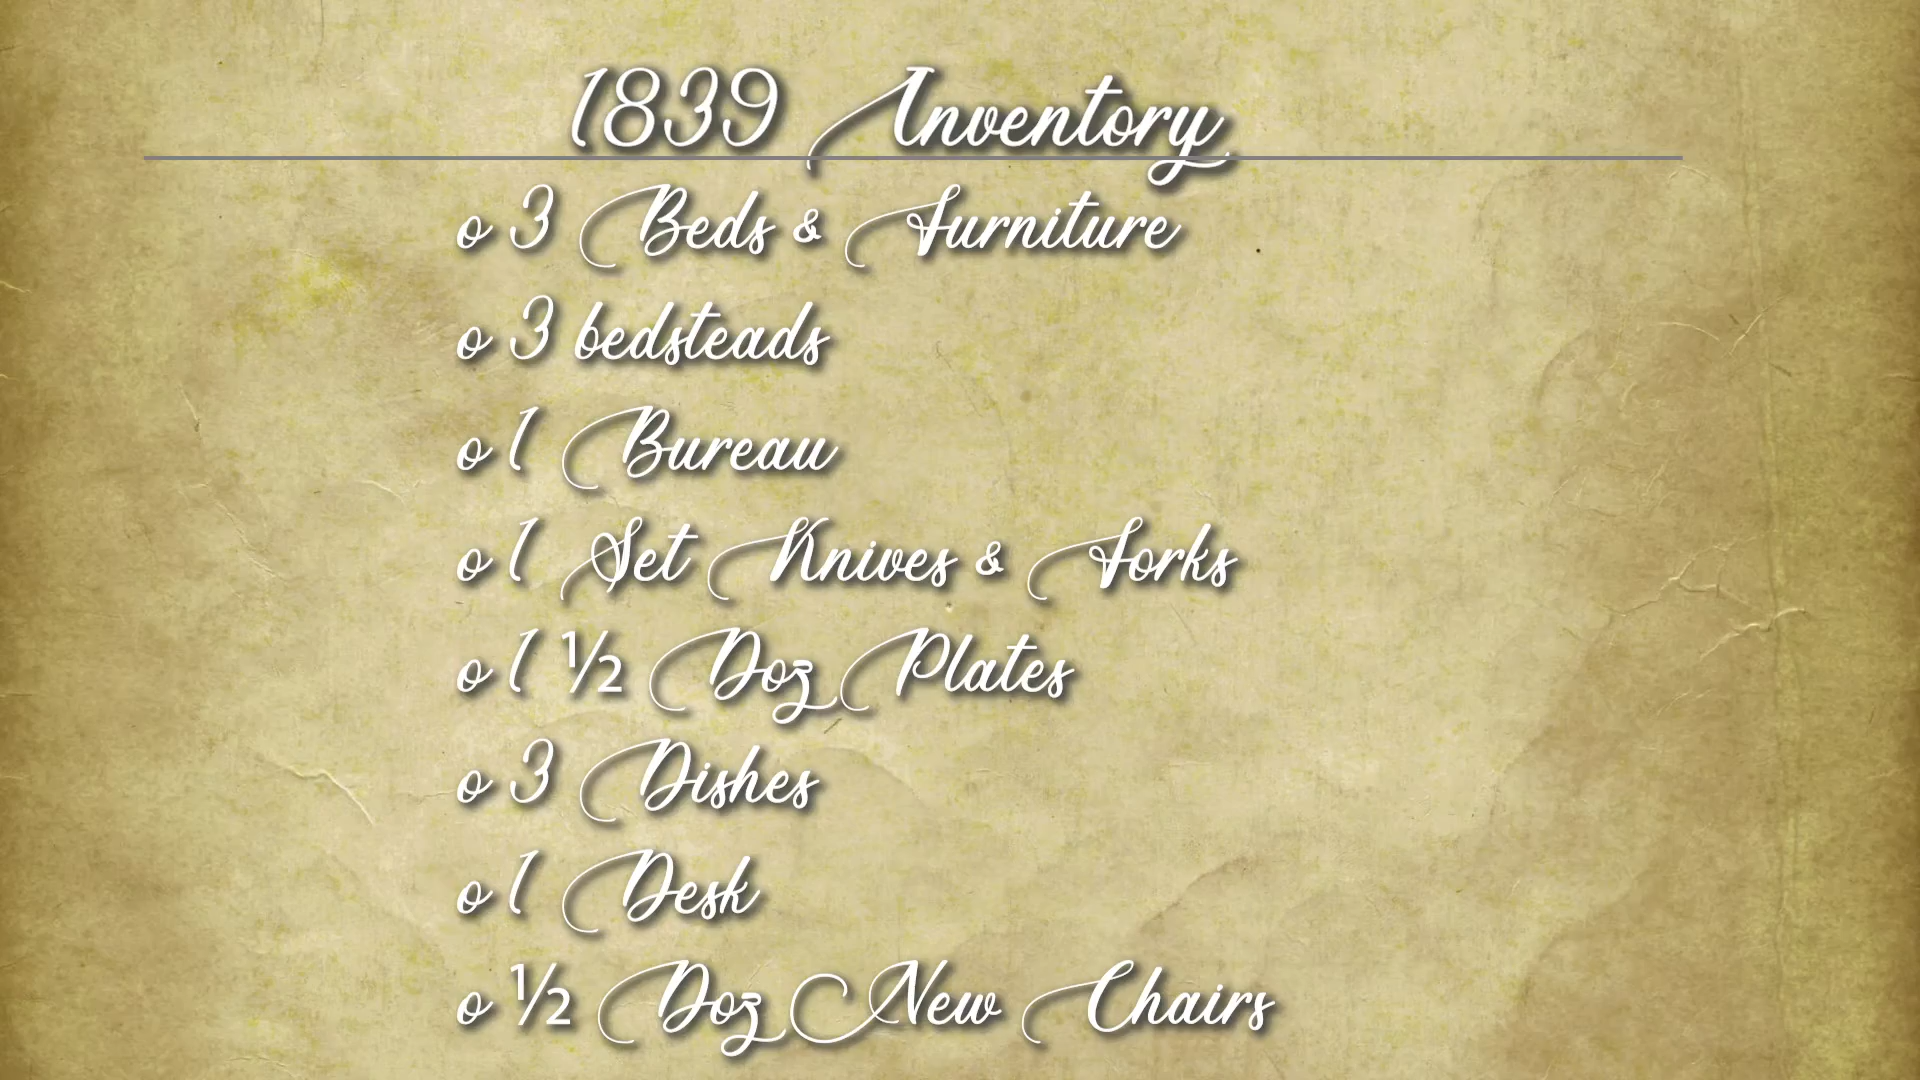 1839 Inventory
o 3 Beds & Furniture
o 3 bedsteads
o 1 Bureau
o 1 Set Knives & Forks
o 1 ½ Doz Plates
o 3 Dishes
o 1 Desk
o ½ Doz New Chairs